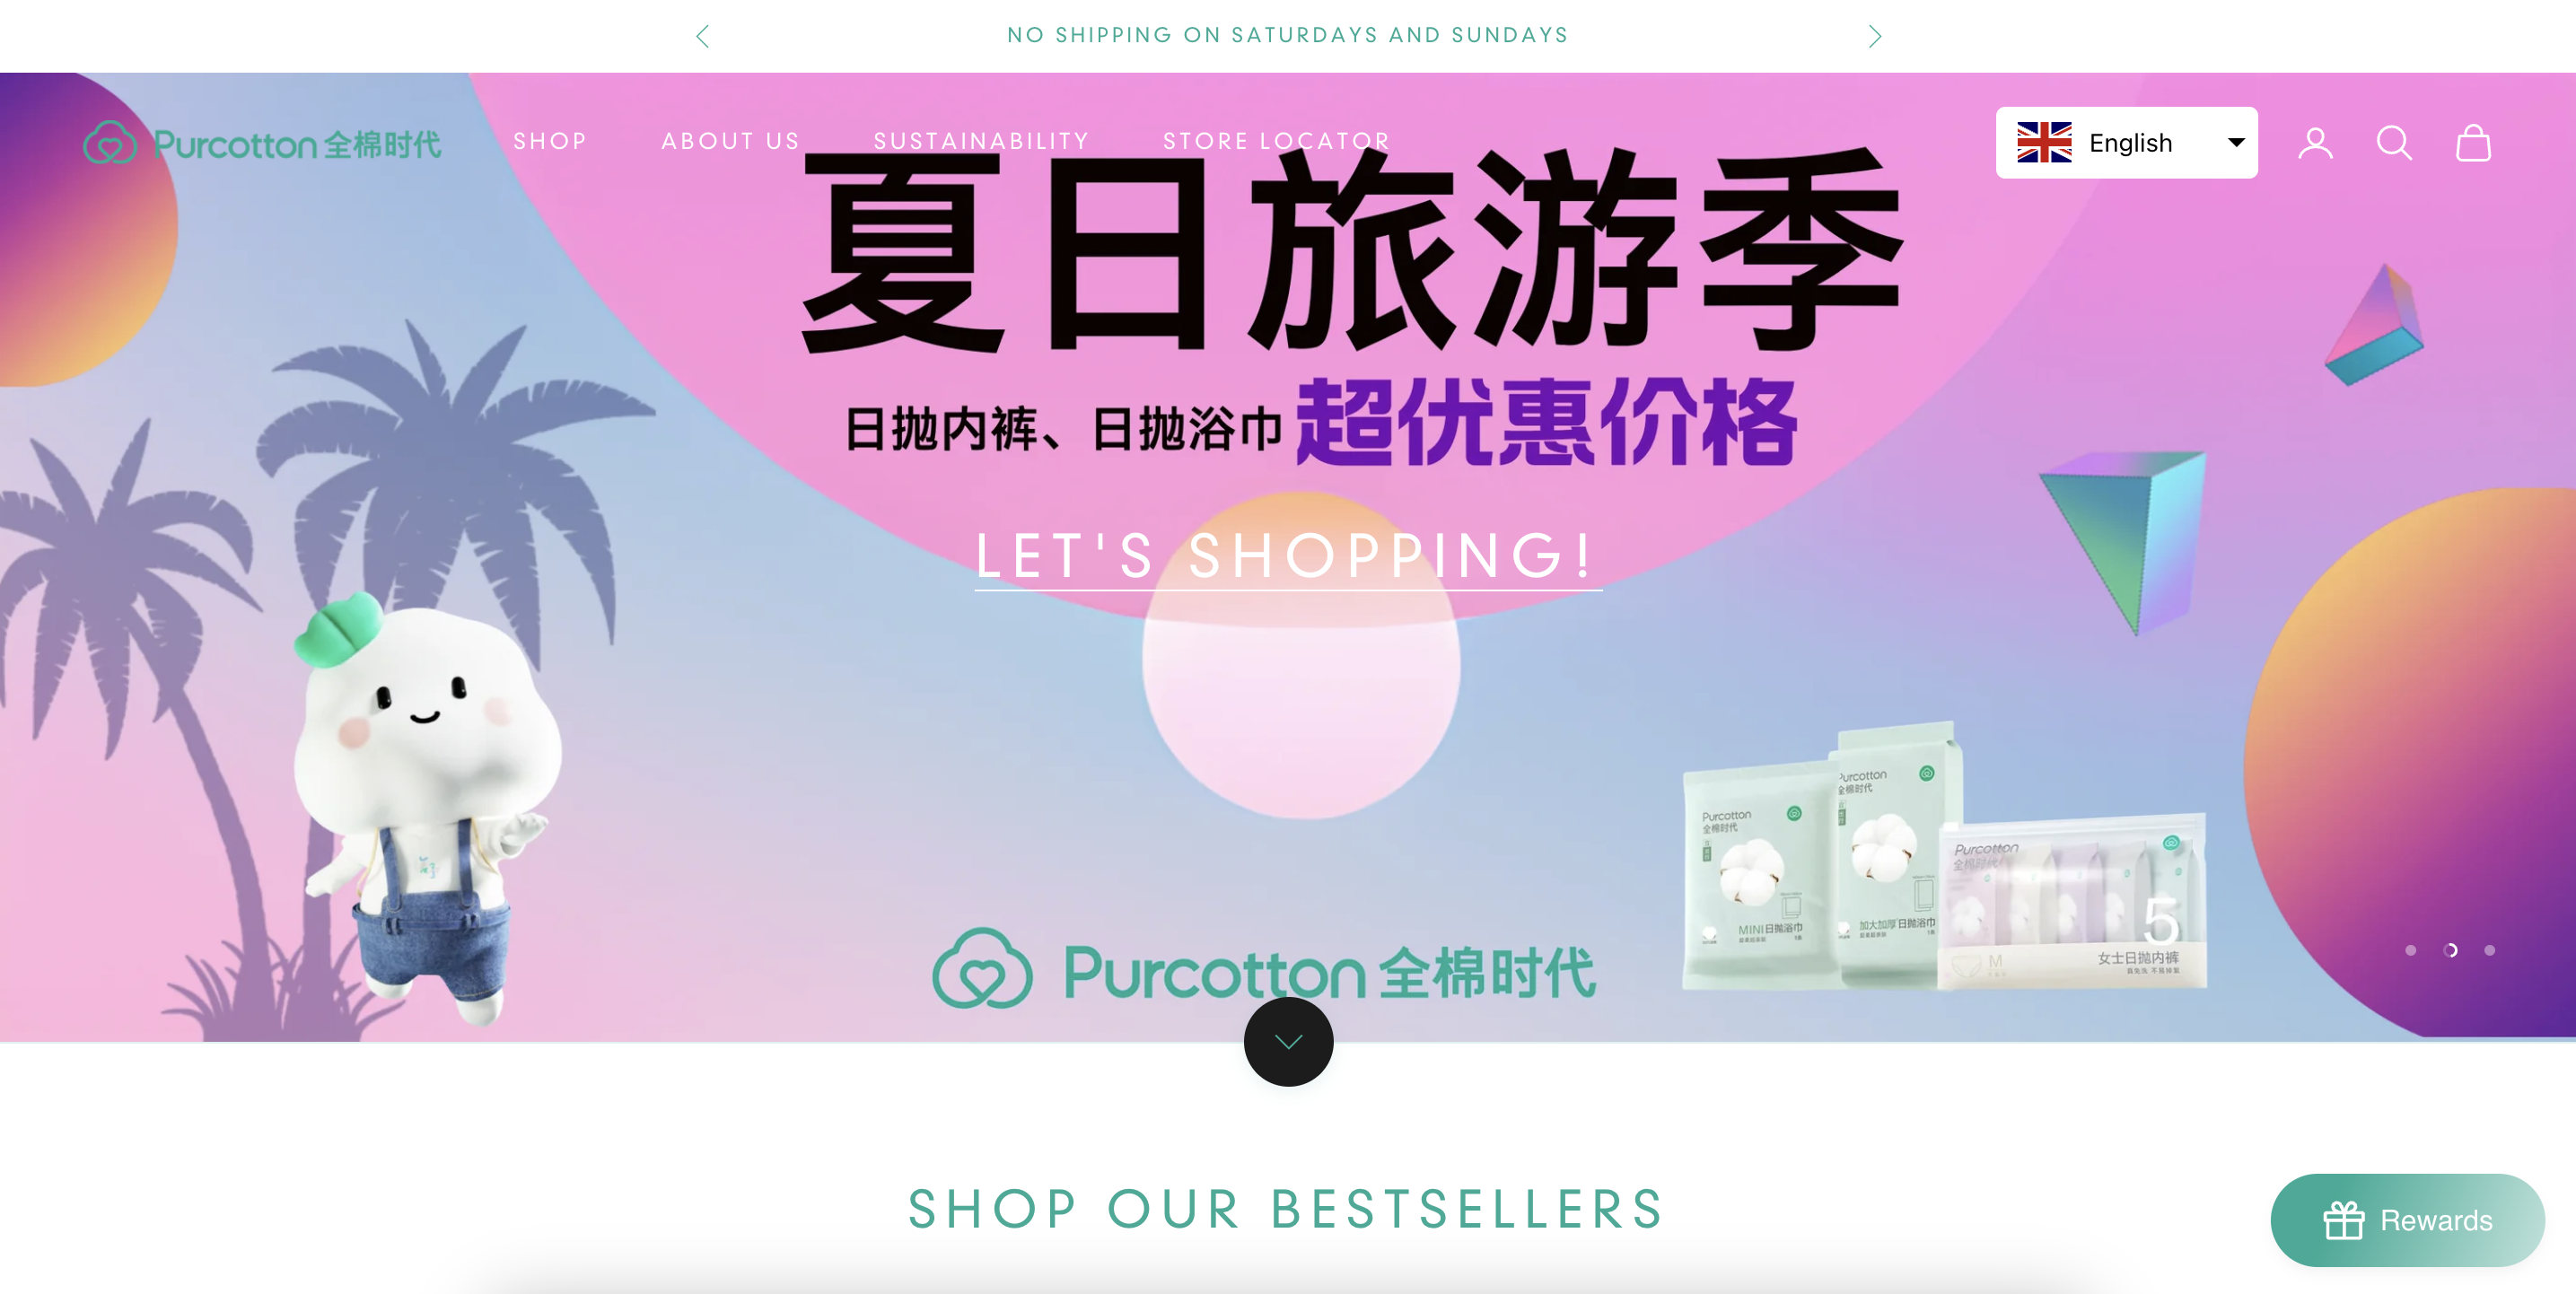 NO SHIPPING ON SATURDAYS AND SUNDAYS
Purcotton 全棉时代
SHOP
ABOUT US
SUSTAINABILITY
STORE LOCATOR
English
夏日旅游季
日抛内裤、日抛浴巾 超优惠价格
LET'S SHOPPING!
Purcotton
全棉时代
MINI日抛浴巾
Purcotton
全棉时代
加大加厚日抛浴巾
Purcotton
全棉时代
5
M
女士日抛内裤
Purcotton 全棉时代
SHOP OUR BESTSELLERS
Rewards